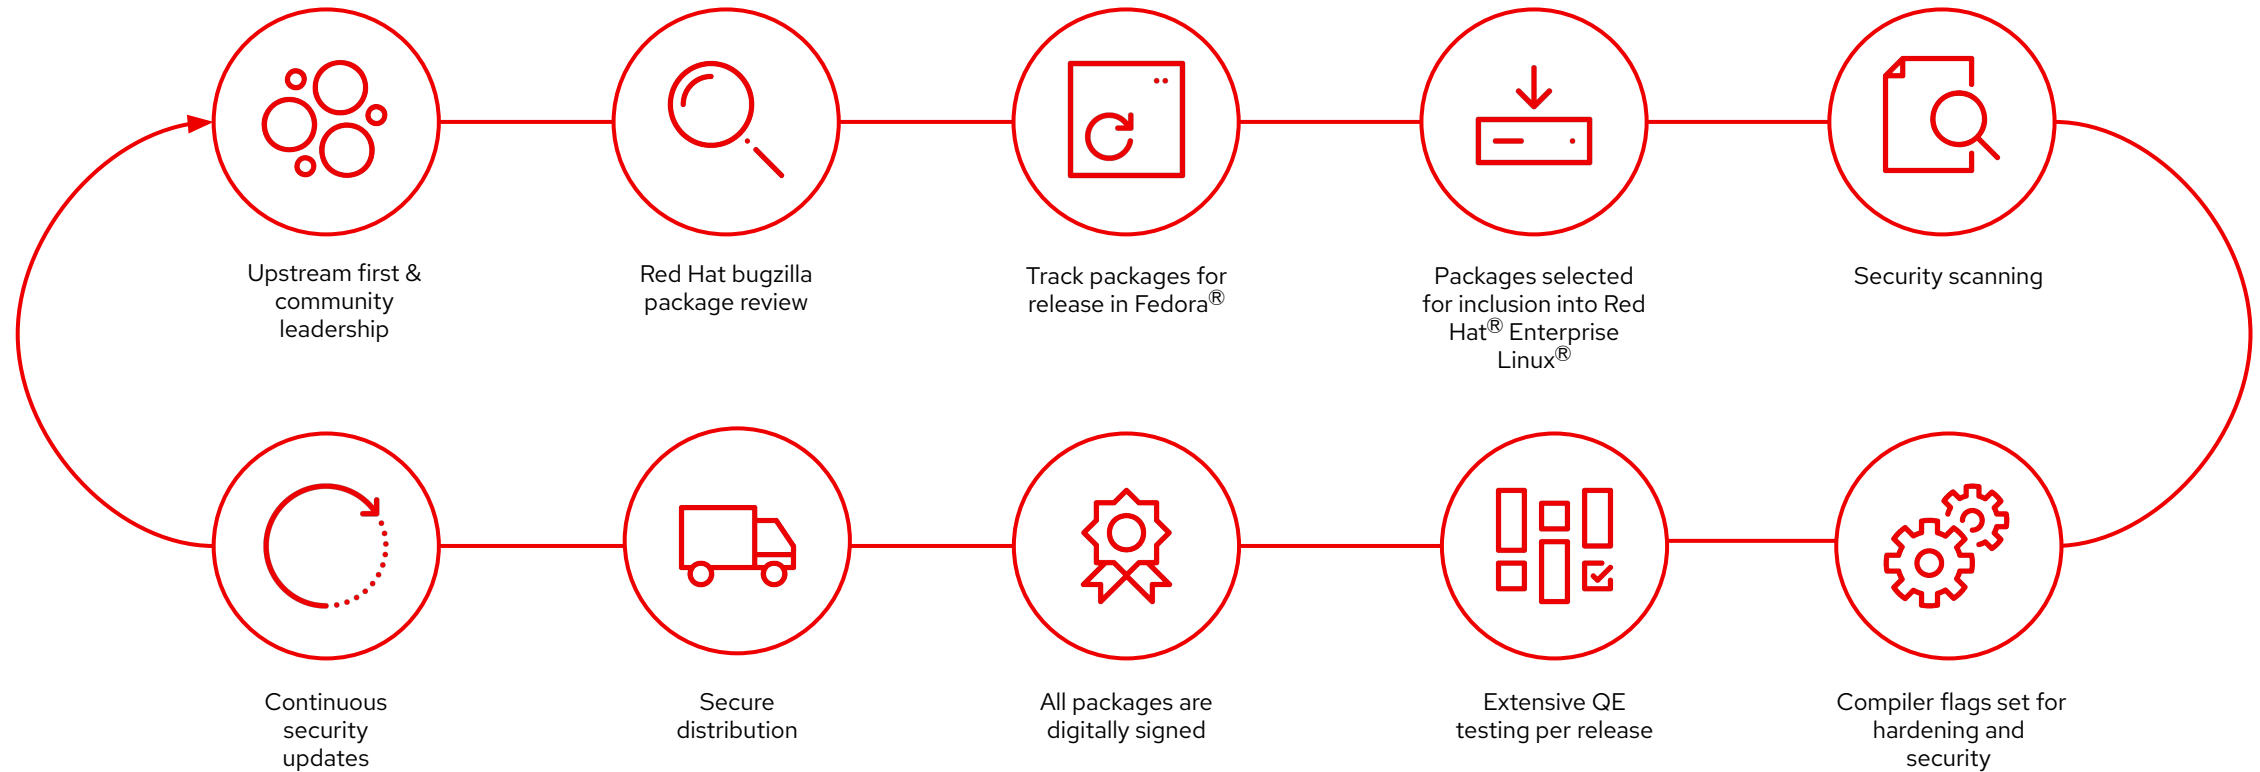 Upstream first &
community
leadership
Red Hat bugzilla
package review
Track packages for
release in Fedora®
Packages selected
for inclusion into Red
Hat® Enterprise
Linux®
Security scanning
Continuous
security
updates
Secure
distribution
All packages are
digitally signed
Extensive QE
testing per release
Compiler flags set for
hardening and
security